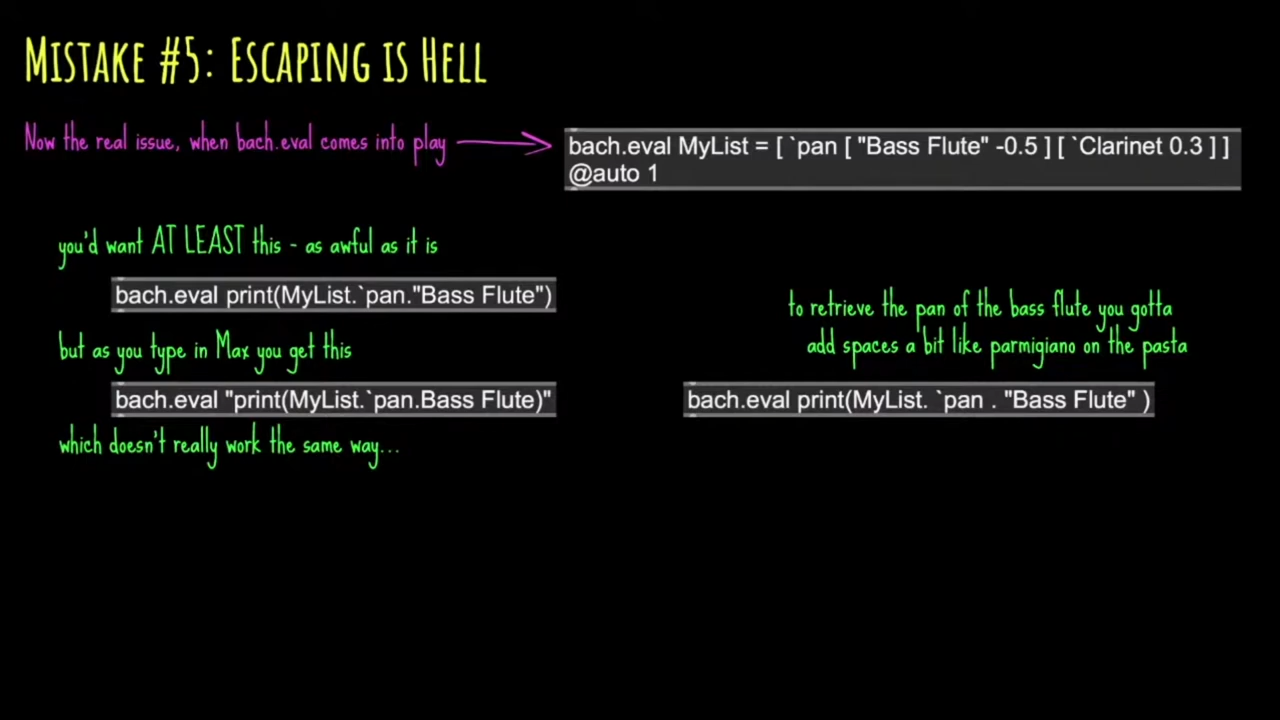 MISTAKE #5: ESCAPING IS HELL
Now the real issue, when bach.eval comes into play
bach.eval MyList = [ `pan [ "Bass Flute" -0.5 ] [ `Clarinet 0.3 ] ]
@auto 1
you'd want AT LEAST this - as awful as it is
bach.eval print(MyList.`pan."Bass Flute")
but as you type in Max you get this
bach.eval "print(MyList.`pan.Bass Flute)"
which doesn't really work the same way...
to retrieve the pan of the bass flute you gotta
add spaces a bit like parmigiano on the pasta
bach.eval print(MyList. `pan . "Bass Flute" )